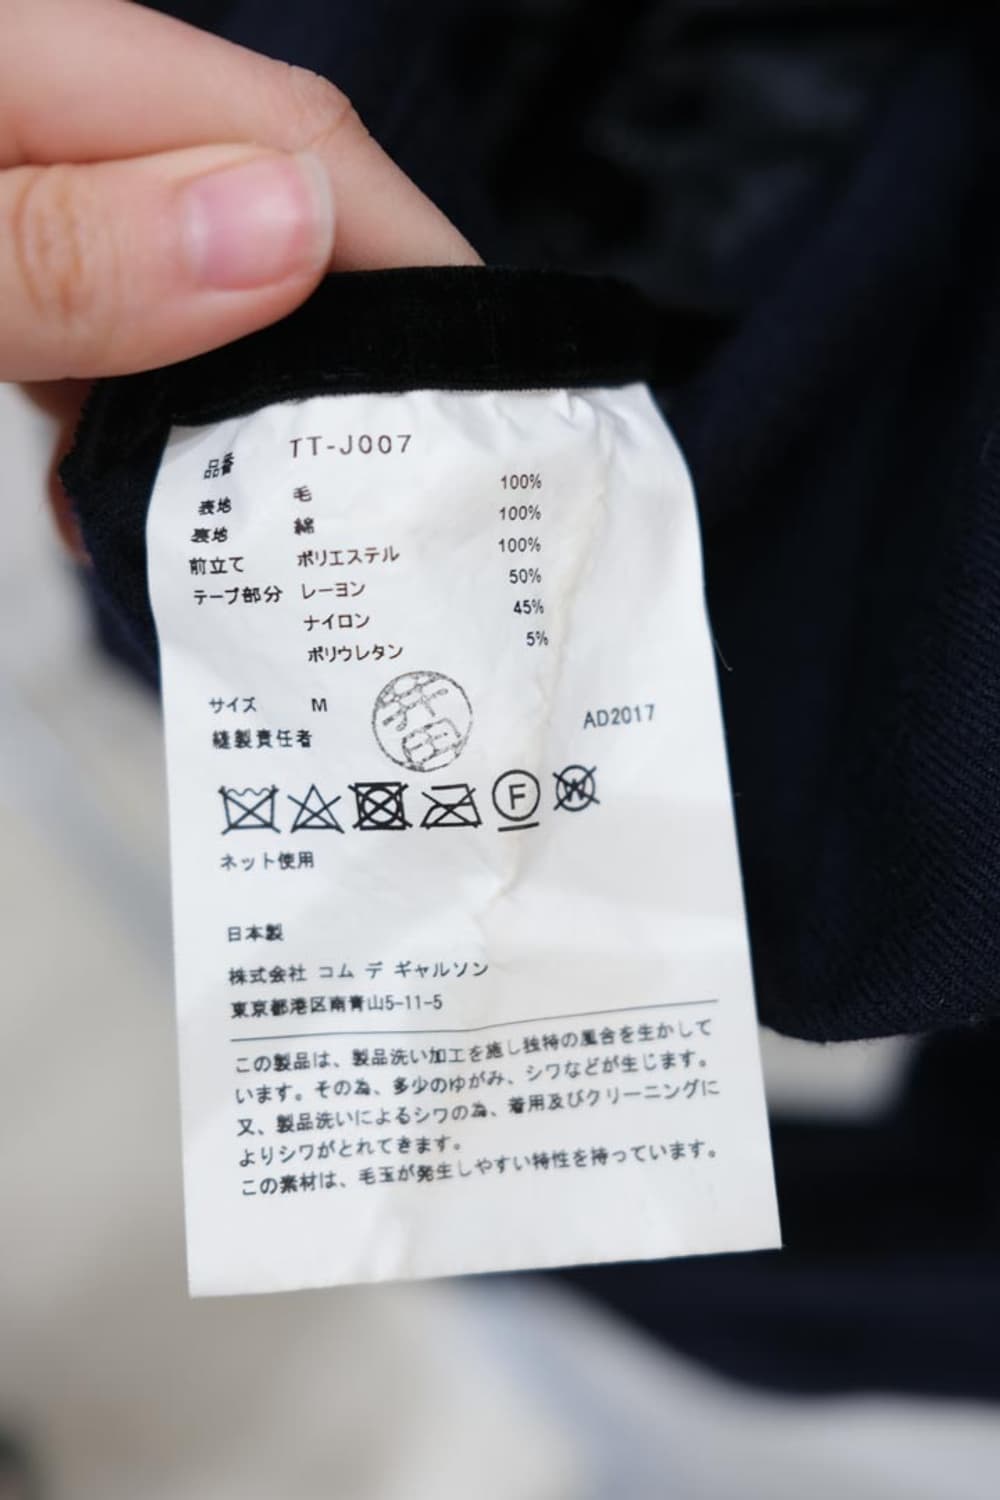 品番 TT-J007
表地 毛 100%
裏地 綿 100%
前立て ポリエステル 100%
テープ部分 レーヨン 50%
ナイロン 45%
ポリウレタン 5%
サイズ M
縫製責任者 AD2017
F W
ネット使用
日本製
株式会社 コム デ ギャルソン
東京都港区南青山5-11-5
この製品は、製品洗い加工を施し独特の風合を生かして
います。その為、多少のゆがみ、シワなどが生じます。
又、製品洗いによるシワの為、着用及びクリーニングに
よりシワがとれてきます。
この素材は、毛玉が発生しやすい特性を持っています。